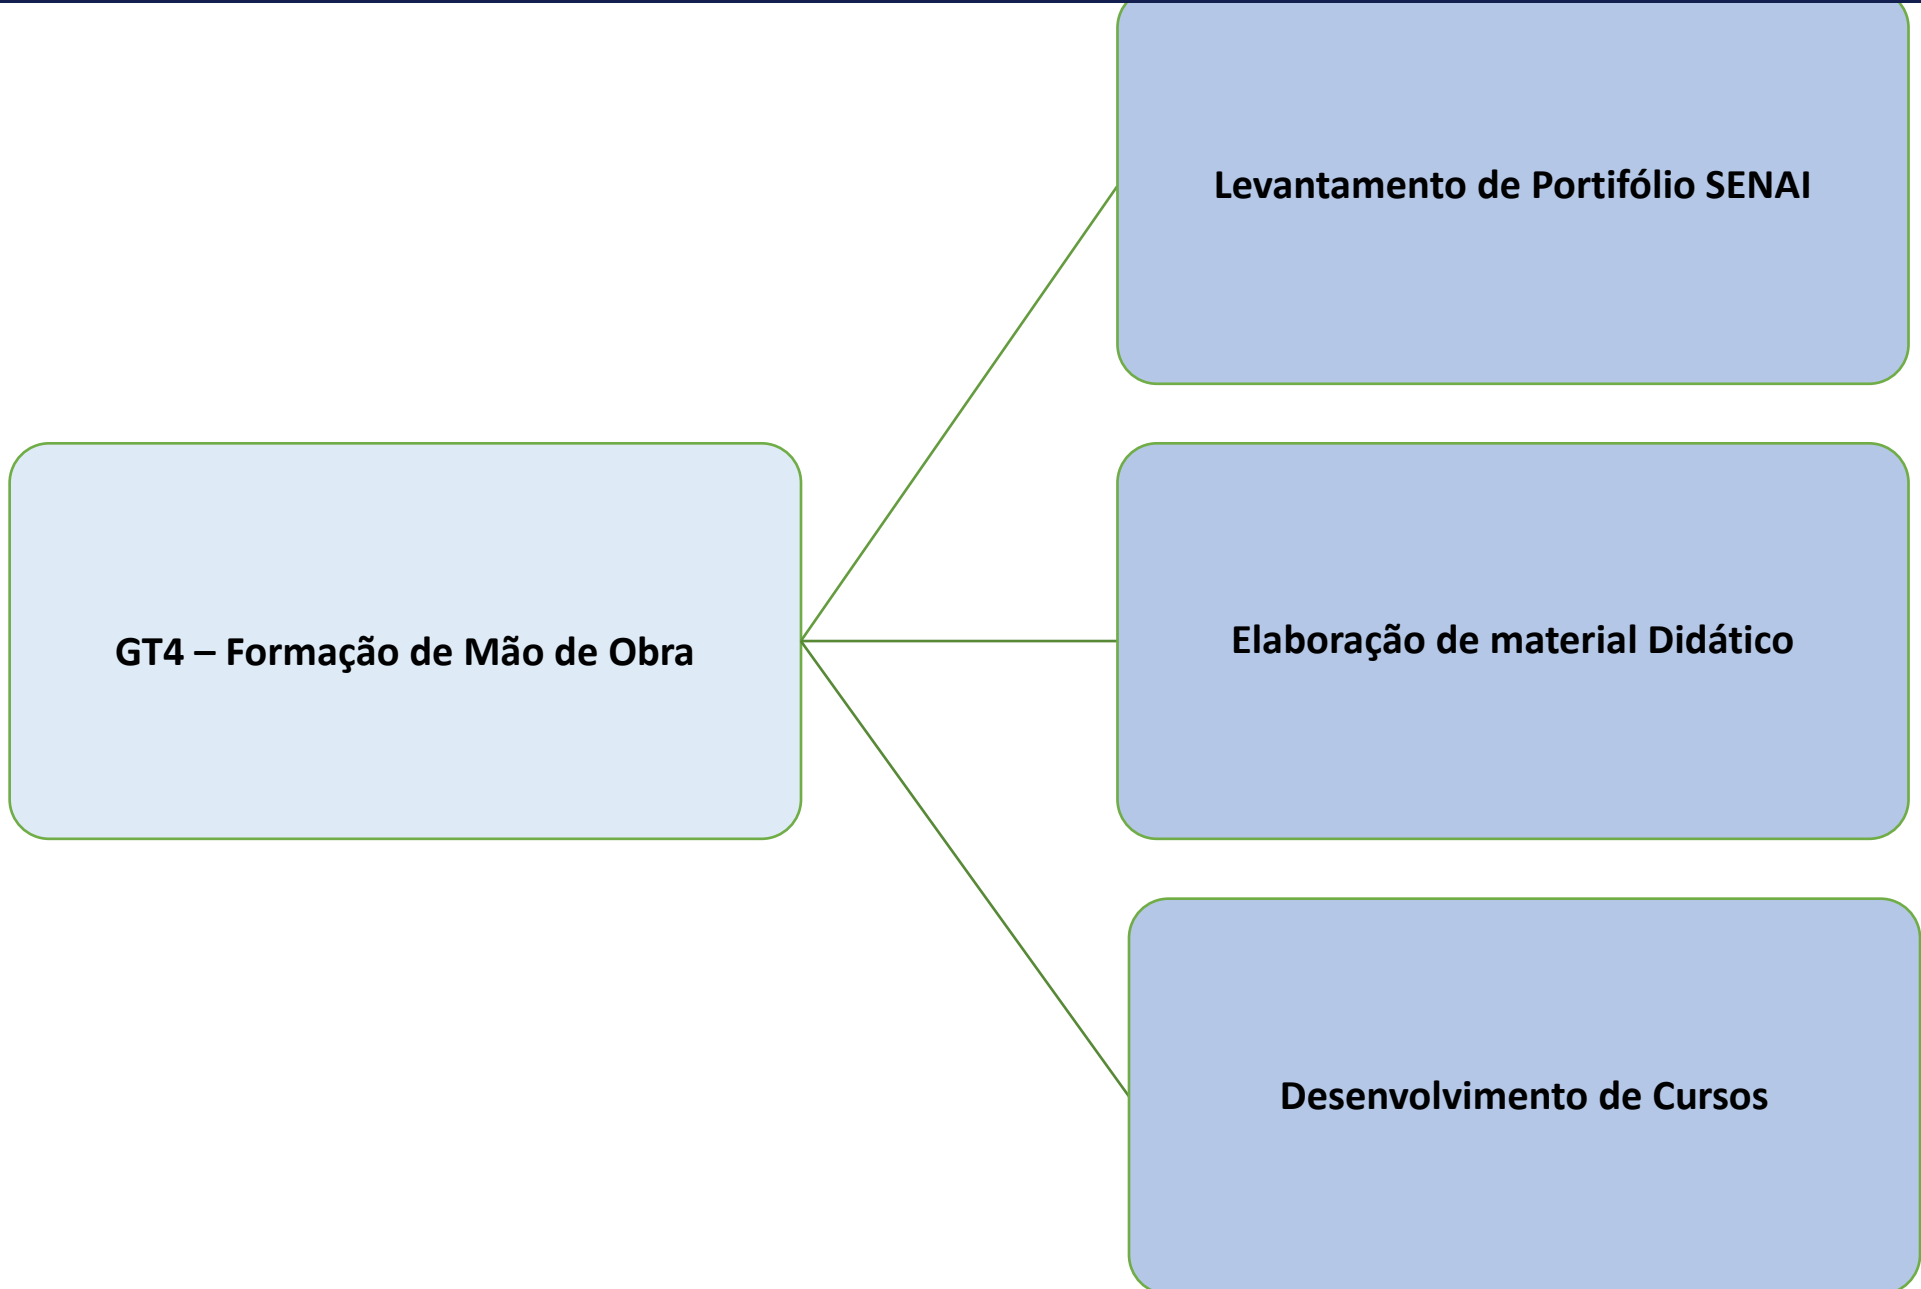 Levantamento de Portifólio SENAI
GT4 – Formação de Mão de Obra
Elaboração de material Didático
Desenvolvimento de Cursos